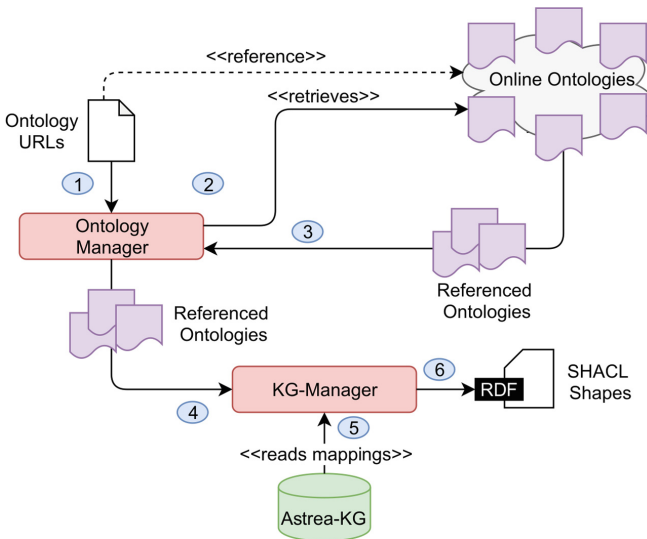 <<reference>>
Online Ontologies
<<retrieves>>
Ontology
URLs
1
2
Ontology
Manager
3
Referenced
Ontologies
Referenced
Ontologies
6
KG-Manager
RDF
SHACL
Shapes
4
5
<<reads mappings>>
Astrea-KG